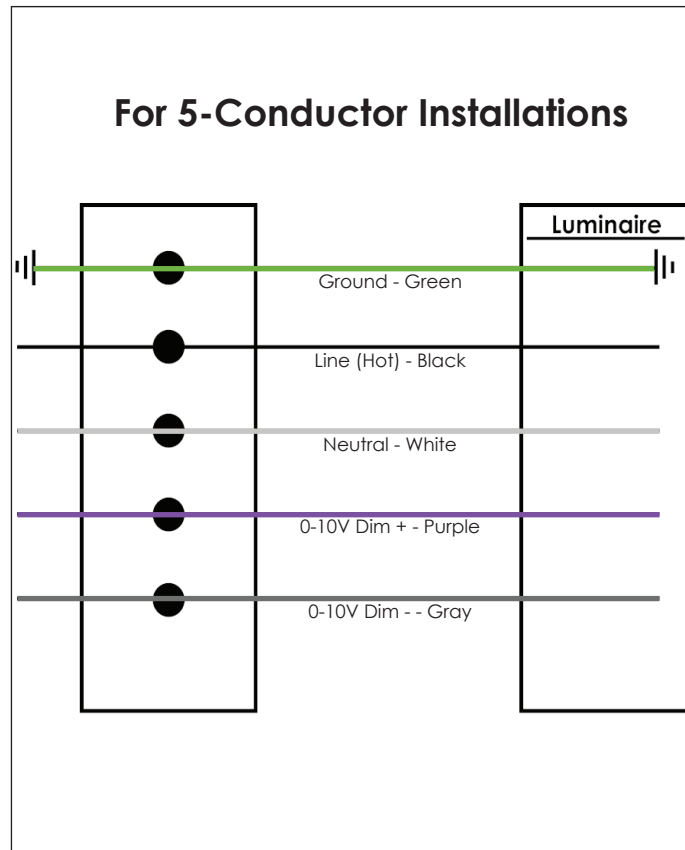 For 5-Conductor Installations
Luminaire
Ground - Green
Line (Hot) - Black
Neutral - White
0-10V Dim + - Purple
0-10V Dim - - Gray